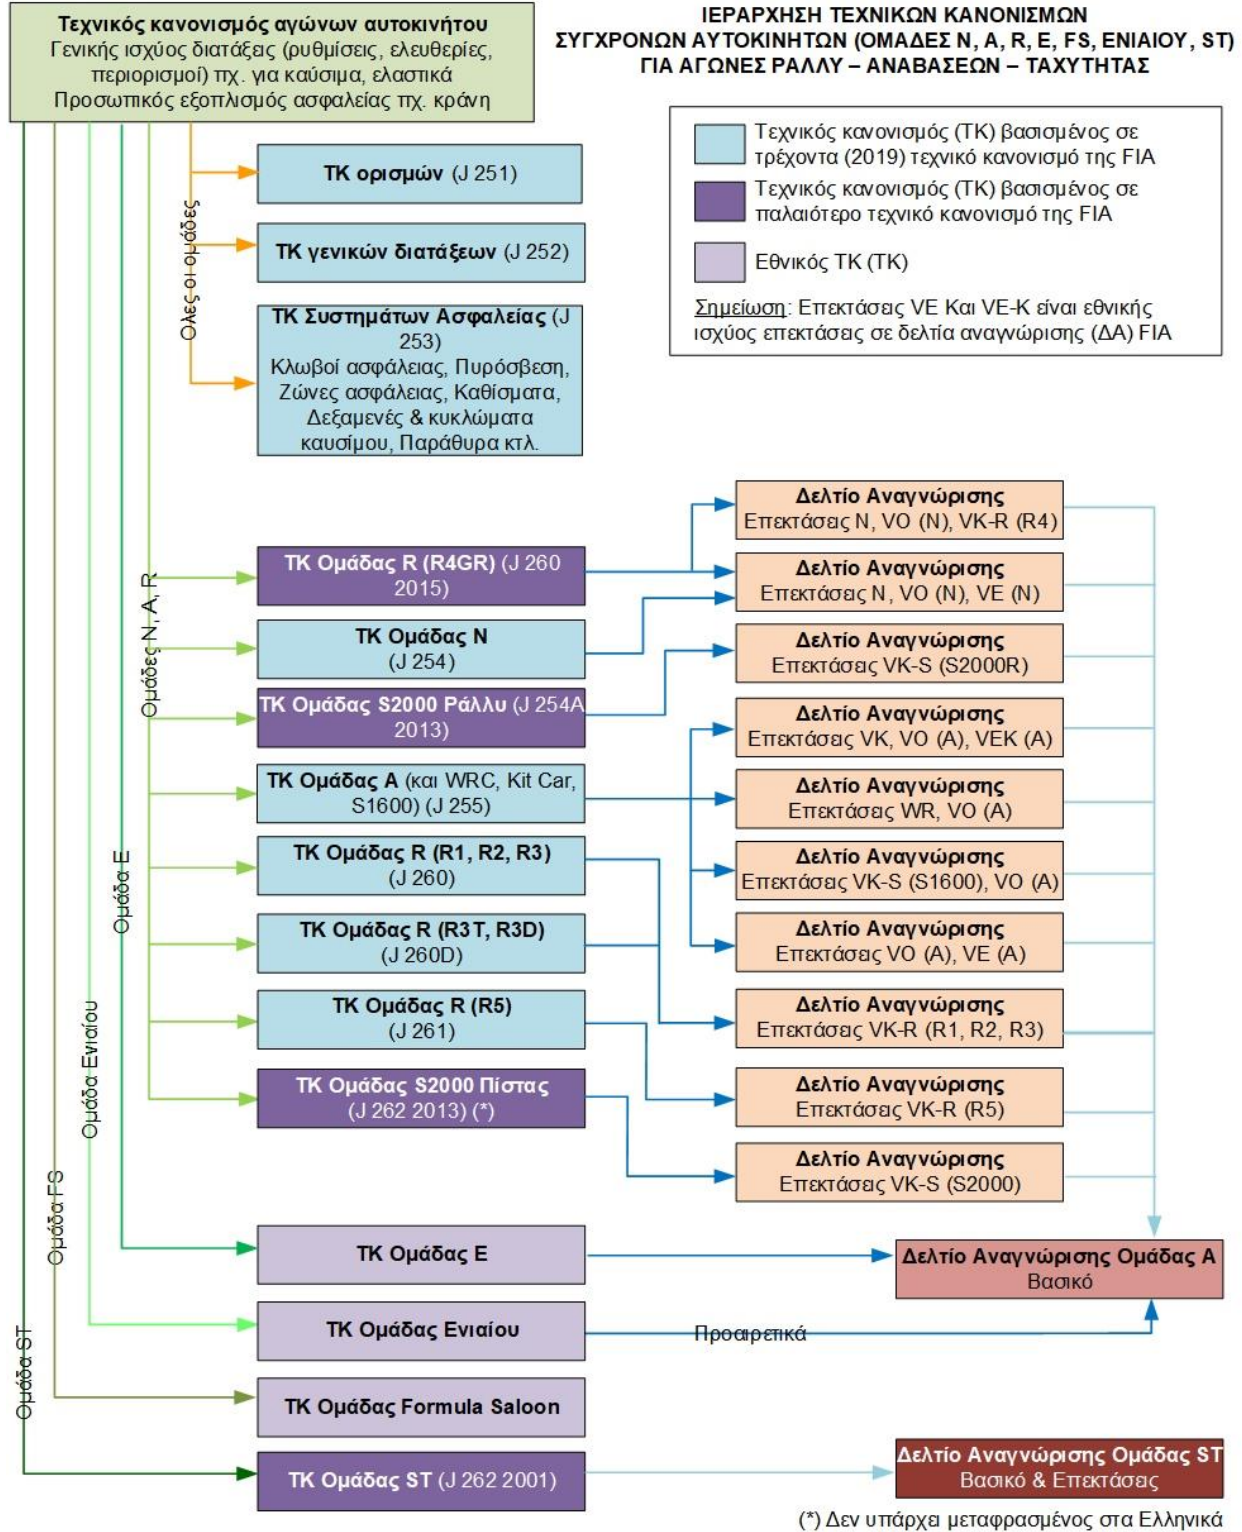 Τεχνικός κανονισμός αγώνων αυτοκινήτου
Γενικής ισχύος διατάξεις (ρυθμίσεις, ελευθερίες,
περιορισμοί) πχ. για καύσιμα, ελαστικά
Προσωπικός εξοπλισμός ασφαλείας πχ. κράνη
ΙΕΡΑΡΧΗΣΗ ΤΕΧΝΙΚΩΝ ΚΑΝΟΝΙΣΜΩΝ
ΣΥΓΧΡΟΝΩΝ ΑΥΤΟΚΙΝΗΤΩΝ (ΟΜΑΔΕΣ N, A, R, E, FS, ΕΝΙΑΙΟΥ, ST)
ΓΙΑ ΑΓΩΝΕΣ ΡΑΛΛΥ – ΑΝΑΒΑΣΕΩΝ – ΤΑΧΥΤΗΤΑΣ
Τεχνικός κανονισμός (ΤΚ) βασισμένος σε
τρέχοντα (2019) τεχνικό κανονισμό της FIA
Τεχνικός κανονισμός (ΤΚ) βασισμένος σε
παλαιότερο τεχνικό κανονισμό της FIA
Εθνικός ΤΚ (ΤΚ)
Σημείωση: Επεκτάσεις VE Και VE-K είναι εθνικής
ισχύος επεκτάσεις σε δελτία αναγνώρισης (ΔΑ) FIA
Όλες οι ομάδες
ΤΚ ορισμών (J 251)
ΤΚ γενικών διατάξεων (J 252)
ΤΚ Συστημάτων Ασφαλείας (J
253)
Κλωβοί ασφάλειας, Πυρόσβεση,
Ζώνες ασφάλειας, Καθίσματα,
Δεξαμενές & κυκλώματα
καυσίμου, Παράθυρα κτλ.
Ομάδες N, A, R
ΤΚ Ομάδας R (R4GR) (J 260
2015)
ΤΚ Ομάδας N
(J 254)
ΤΚ Ομάδας S2000 Ράλλυ (J 254A
2013)
ΤΚ Ομάδας A (και WRC, Kit Car,
S1600) (J 255)
ΤΚ Ομάδας R (R1, R2, R3)
(J 260)
ΤΚ Ομάδας R (R3T, R3D)
(J 260D)
ΤΚ Ομάδας R (R5)
(J 261)
ΤΚ Ομάδας S2000 Πίστας
(J 262 2013) (*)
Δελτίο Αναγνώρισης
Επεκτάσεις N, VO (N), VK-R (R4)
Δελτίο Αναγνώρισης
Επεκτάσεις N, VO (N), VE (N)
Δελτίο Αναγνώρισης
Επεκτάσεις VK-S (S2000R)
Δελτίο Αναγνώρισης
Επεκτάσεις VK, VO (A), VEK (A)
Δελτίο Αναγνώρισης
Επεκτάσεις WR, VO (A)
Δελτίο Αναγνώρισης
Επεκτάσεις VK-S (S1600), VO (A)
Δελτίο Αναγνώρισης
Επεκτάσεις VO (A), VE (A)
Δελτίο Αναγνώρισης
Επεκτάσεις VK-R (R1, R2, R3)
Δελτίο Αναγνώρισης
Επεκτάσεις VK-R (R5)
Δελτίο Αναγνώρισης
Επεκτάσεις VK-S (S2000)
Ομάδα E
ΤΚ Ομάδας E
Δελτίο Αναγνώρισης Ομάδας A
Βασικό
Ομάδα Ενιαίου
ΤΚ Ομάδας Ενιαίου
Προαιρετικά
Ομάδα FS
ΤΚ Ομάδας Formula Saloon
Ομάδα ST
ΤΚ Ομάδας ST (J 262 2001)
Δελτίο Αναγνώρισης Ομάδας ST
Βασικό & Επεκτάσεις
(*) Δεν υπάρχει μεταφρασμένος στα Ελληνικά